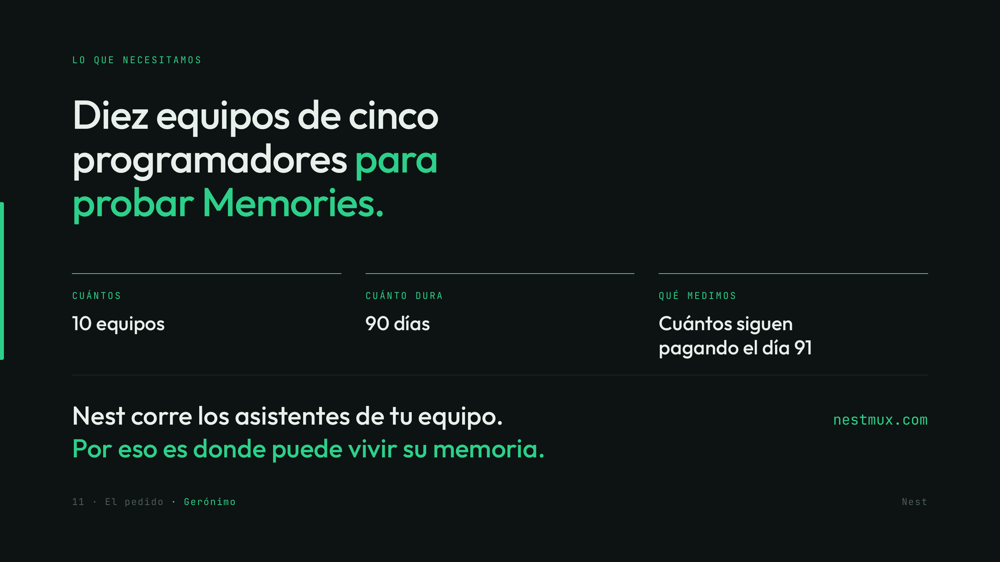 LO QUE NECESITAMOS
Diez equipos de cinco
programadores para
probar Memories.
CUÁNTOS
10 equipos
CUÁNTO DURA
90 días
QUÉ MEDIMOS
Cuántos siguen
pagando el día 91
Nest corre los asistentes de tu equipo.
Por eso es donde puede vivir su memoria.
nestmux.com
11 · El pedido · Gerónimo
Nest